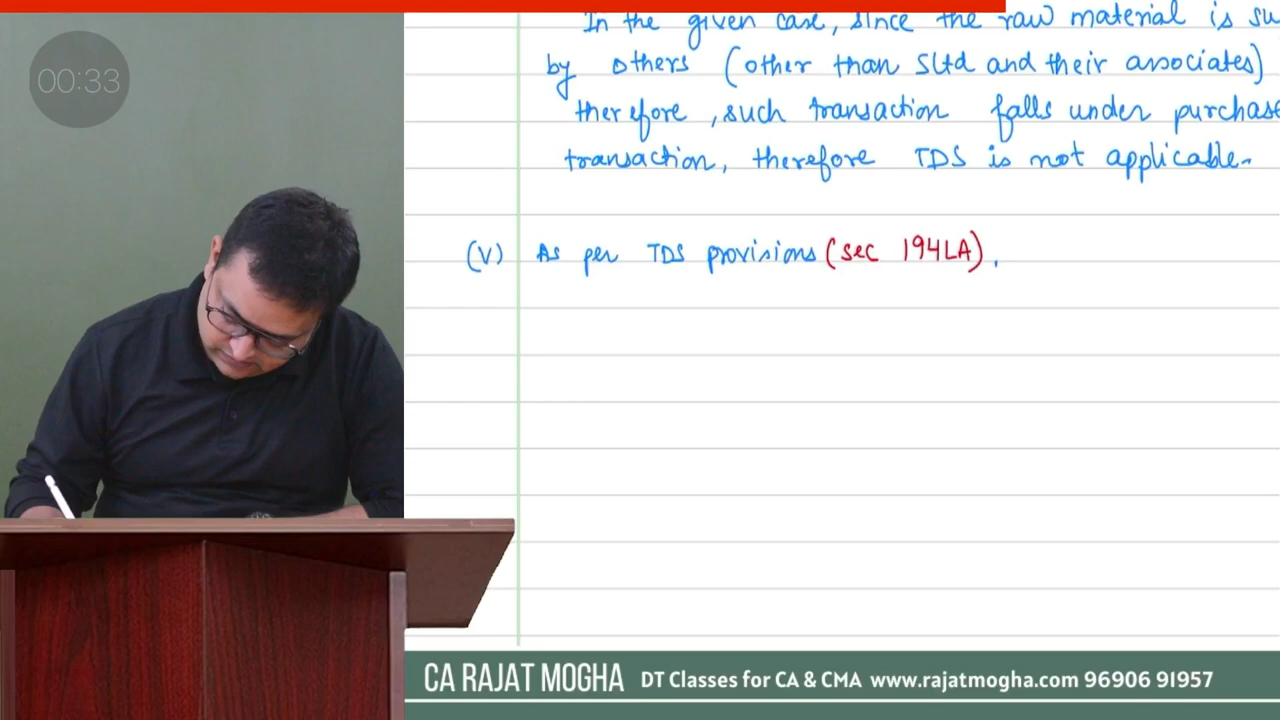 00:33
In the given case, since the raw material is su
by others (other than SLtd and their associates)
therefore, such transaction falls under purchase
transaction, therefore TDS is not applicable.
(V) As per TDS provisions (sec 194LA),
CA RAJAT MOGHA DT Classes for CA & CMA www.rajatmogha.com 96906 91957